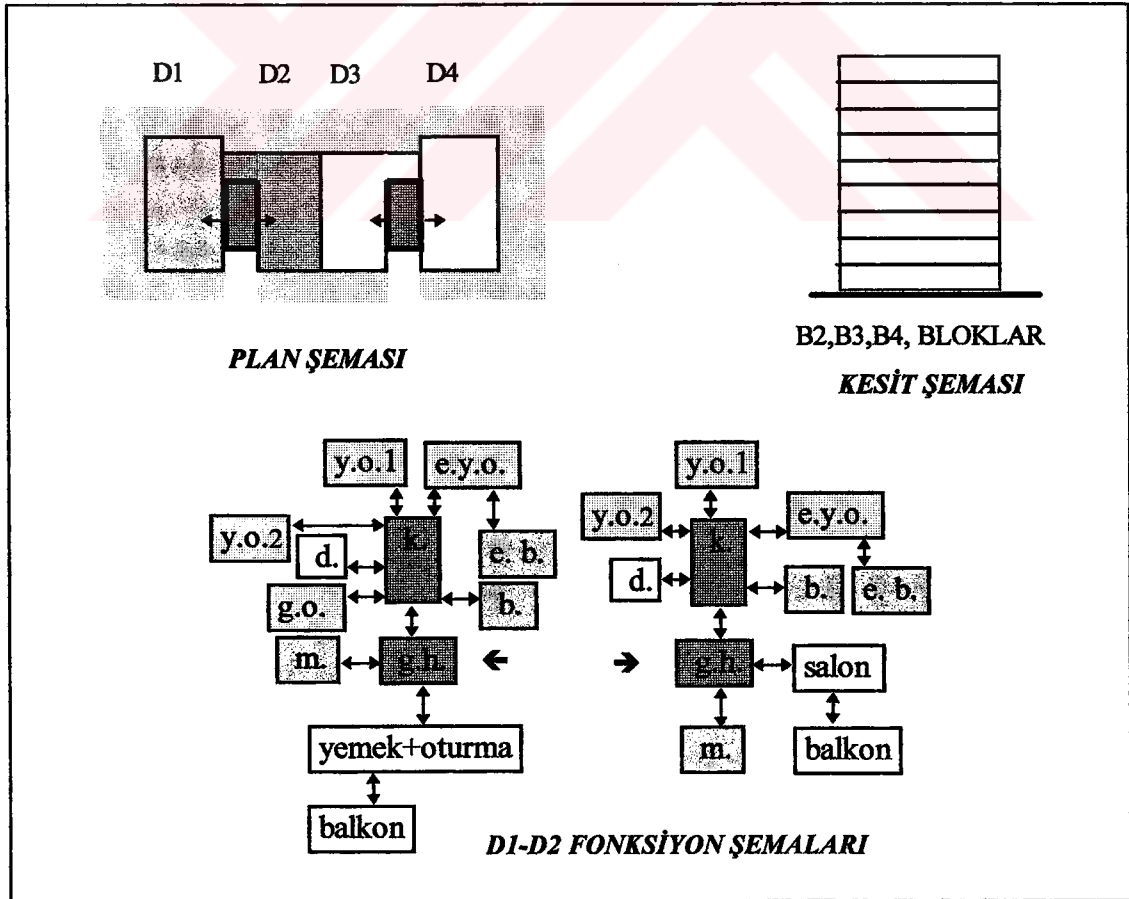 D1 D2 D3 D4
PLAN ŞEMASI
B2,B3,B4, BLOKLAR
KESİT ŞEMASI
y.o.1 e.y.o.
y.o.2 k. e. b.
d.
g.o. b.
m. g.h.
yemek+oturma
balkon
y.o.1
y.o.2 k. e.y.o.
d. b. e. b.
g.h. salon
m. balkon
D1-D2 FONKSİYON ŞEMALARI